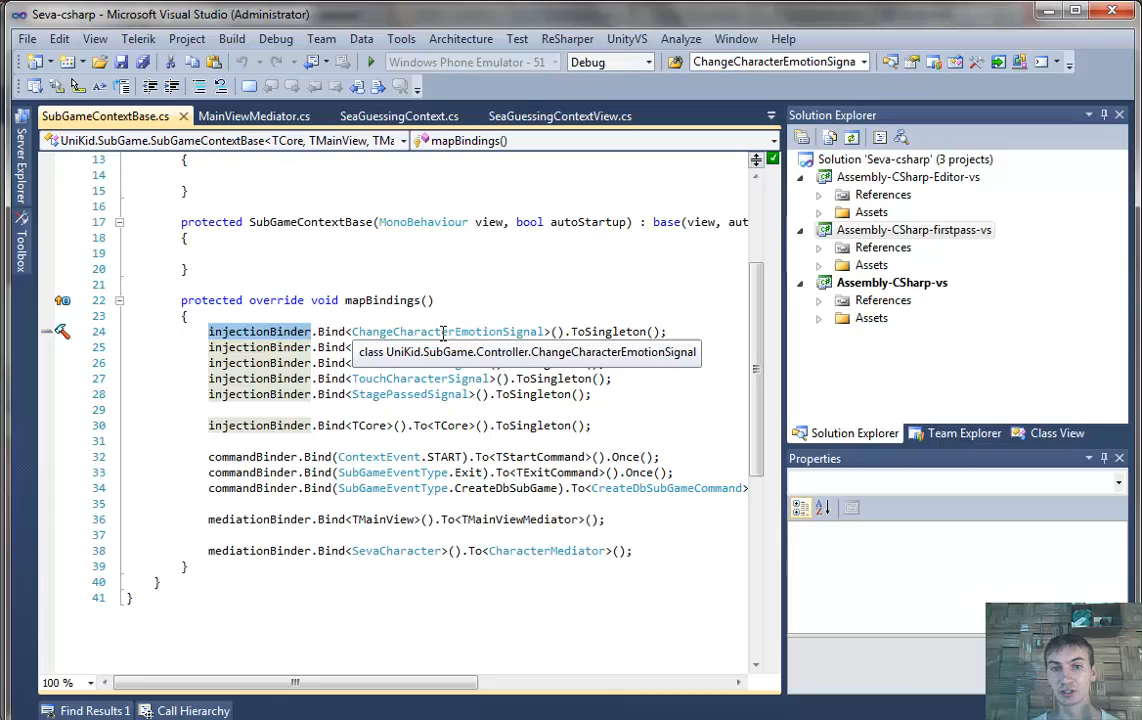 Seva-csharp - Microsoft Visual Studio (Administrator)
File Edit View Telerik Project Build Debug Team Data Tools Architecture Test ReSharper UnityVS Analyze Window Help
Windows Phone Emulator - 51 Debug ChangeCharacterEmotionSigna
SubGameContextBase.cs MainViewMediator.cs SeaGuessingContext.cs SeaGuessingContextView.cs
UniKid.SubGame.SubGameContextBase<TCore, TMainView, TMa mapBindings()
13 {
14
15 }
16
17 protected SubGameContextBase(MonoBehaviour view, bool autoStartup) : base(view, aut
18 {
19
20 }
21
22 protected override void mapBindings()
23 {
24 injectionBinder.Bind<ChangeCharacterEmotionSignal>().ToSingleton();
25 injectionBinder.Bind<
class UniKid.SubGame.Controller.ChangeCharacterEmotionSignal
26 injectionBinder.Bind<
27 injectionBinder.Bind<TouchCharacterSignal>().ToSingleton();
28 injectionBinder.Bind<StagePassedSignal>().ToSingleton();
29
30 injectionBinder.Bind<TCore>().To<TCore>().ToSingleton();
31
32 commandBinder.Bind(ContextEvent.START).To<TStartCommand>().Once();
33 commandBinder.Bind(SubGameEventType.Exit).To<TExitCommand>().Once();
34 commandBinder.Bind(SubGameEventType.CreateDbSubGame).To<CreateDbSubGameCommand>
35
36 mediationBinder.Bind<TMainView>().To<TMainViewMediator>();
37
38 mediationBinder.Bind<SevaCharacter>().To<CharacterMediator>();
39 }
40 }
41 }
100 %
Find Results 1 Call Hierarchy
Server Explorer
Toolbox
Solution Explorer
Solution 'Seva-csharp' (3 projects)
Assembly-CSharp-Editor-vs
References
Assets
Assembly-CSharp-firstpass-vs
References
Assets
Assembly-CSharp-vs
References
Assets
Solution Explorer Team Explorer Class View
Properties